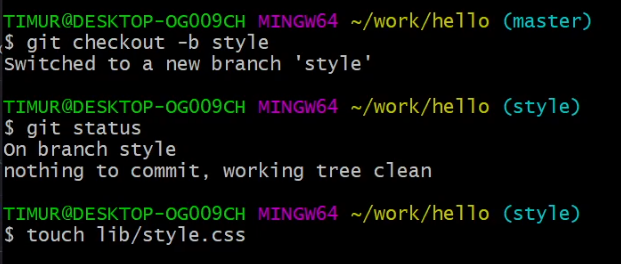 TIMUR@DESKTOP-OG009CH MINGW64 ~/work/hello (master)
$ git checkout -b style
Switched to a new branch 'style'
TIMUR@DESKTOP-OG009CH MINGW64 ~/work/hello (style)
$ git status
On branch style
nothing to commit, working tree clean
TIMUR@DESKTOP-OG009CH MINGW64 ~/work/hello (style)
$ touch lib/style.css